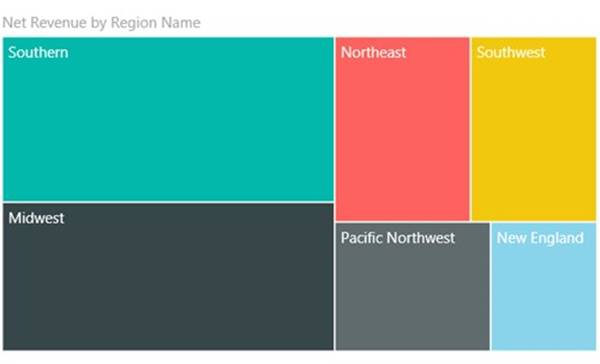 Net Revenue by Region Name
Southern
Northeast
Southwest
Midwest
Pacific Northwest
New England